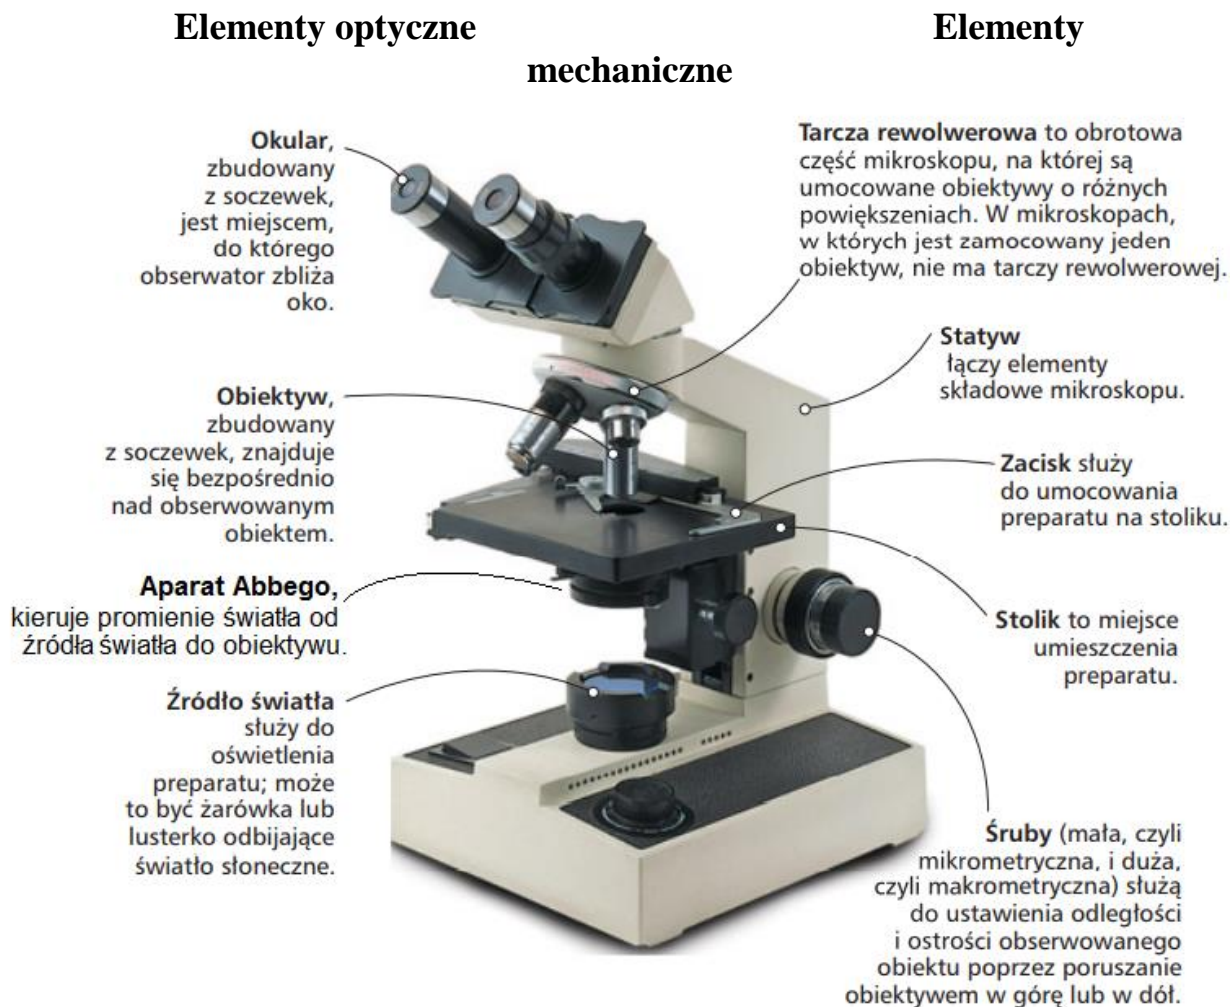 Elementy optyczne
Elementy
mechaniczne
Okular,
zbudowany
z soczewek,
jest miejscem,
do którego
obserwator zbliża
oko.
Obiektyw,
zbudowany
z soczewek, znajduje
się bezpośrednio
nad obserwowanym
obiektem.
Aparat Abbego,
kieruje promienie światła od
źródła światła do obiektywu.
Źródło światła
służy do
oświetlenia
preparatu; może
to być żarówka lub
lusterko odbijające
światło słoneczne.
Tarcza rewolwerowa to obrotowa
część mikroskopu, na której są
umocowane obiektywy o różnych
powiększeniach. W mikroskopach,
w których jest zamocowany jeden
obiektyw, nie ma tarczy rewolwerowej.
Statyw
łączy elementy
składowe mikroskopu.
Zacisk służy
do umocowania
preparatu na stoliku.
Stolik to miejsce
umieszczenia
preparatu.
Śruby (mała, czyli
mikrometryczna, i duża,
czyli makrometryczna) służą
do ustawienia odległości
i ostrości obserwowanego
obiektu poprzez poruszanie
obiektywem w górę lub w dół.